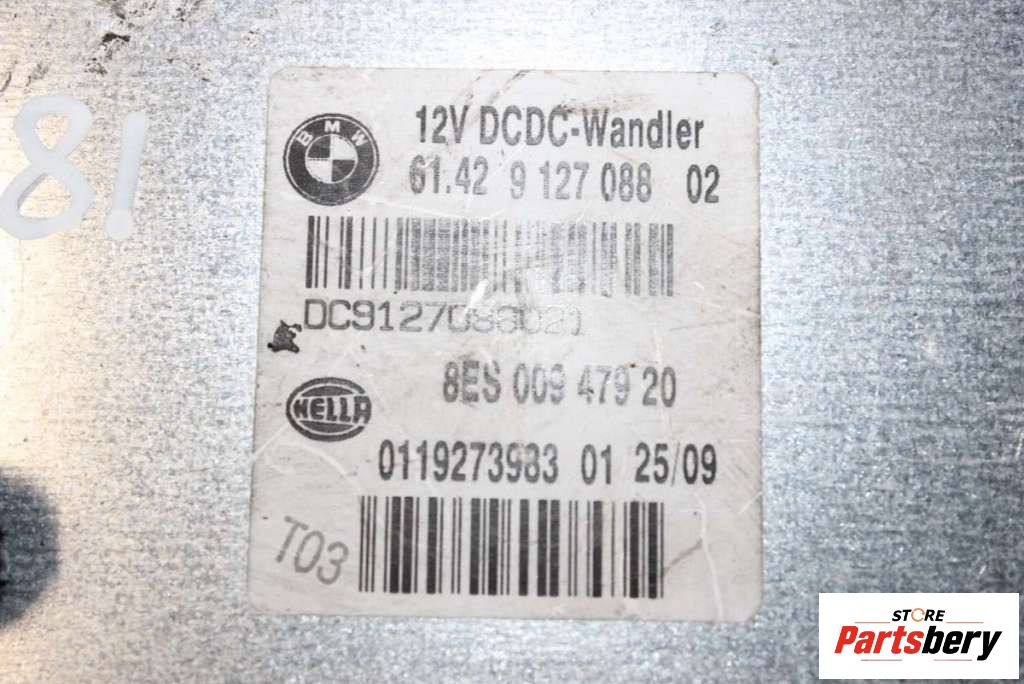 81
BMW
12V DCDC-Wandler
61.42 9 127 088 02
DC9127088021
8ES 009 479 20
HELLA
0119273983 01 25/09
T03
STORE
Partsbery